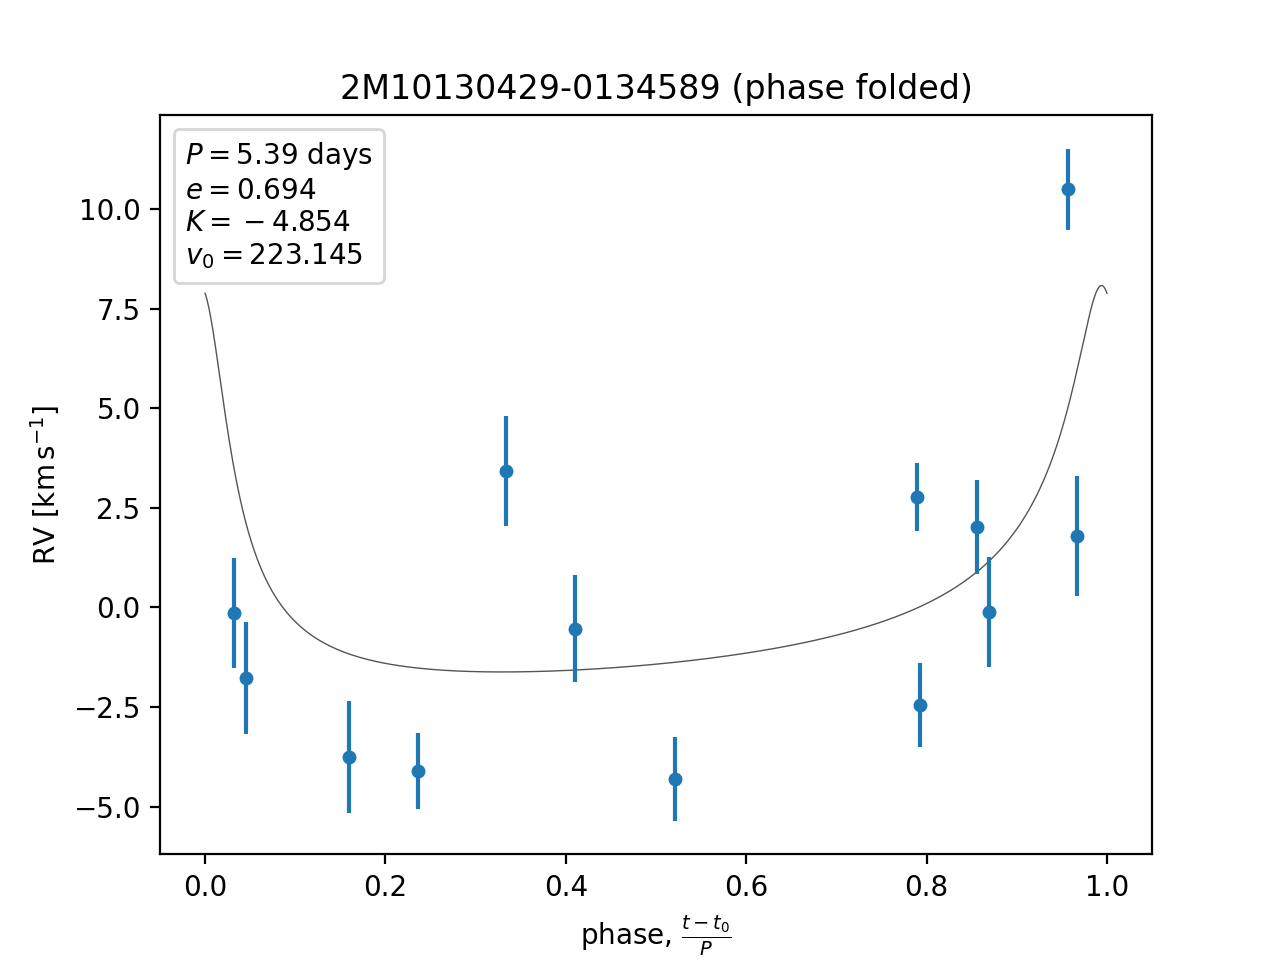 2M10130429-0134589 (phase folded)
P = 5.39 days
e = 0.694
K = −4.854
v₀ = 223.145
10.0
7.5
5.0
2.5
0.0
−2.5
−5.0
RV [km s⁻¹]
0.0 0.2 0.4 0.6 0.8 1.0
phase, (t − t₀)/P